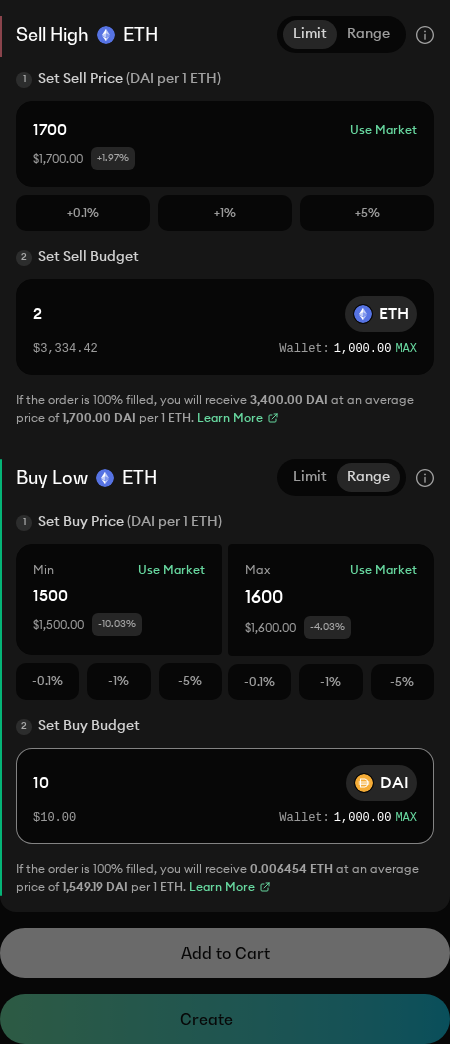 Sell High ETH Limit Range
1 Set Sell Price (DAI per 1 ETH)
1700 Use Market
$1,700.00 +1.97%
+0.1% +1% +5%
2 Set Sell Budget
2 ETH
$3,334.42 Wallet: 1,000.00 MAX
If the order is 100% filled, you will receive 3,400.00 DAI at an average
price of 1,700.00 DAI per 1 ETH. Learn More
Buy Low ETH Limit Range
1 Set Buy Price (DAI per 1 ETH)
Min Use Market Max Use Market
1500 1600
$1,500.00 -10.03% $1,600.00 -4.03%
-0.1% -1% -5% -0.1% -1% -5%
2 Set Buy Budget
10 DAI
$10.00 Wallet: 1,000.00 MAX
If the order is 100% filled, you will receive 0.006454 ETH at an average
price of 1,549.19 DAI per 1 ETH. Learn More
Add to Cart
Create